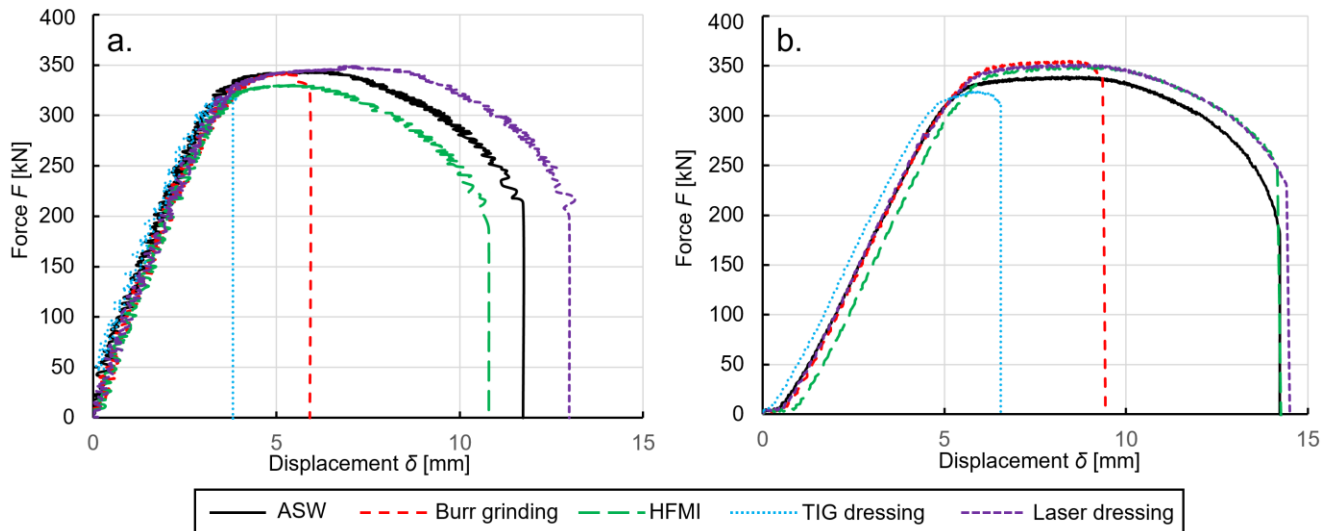 a.
Force F [kN]
400
350
300
250
200
150
100
50
0
0 5 10 15
Displacement δ [mm]
b.
Force F [kN]
400
350
300
250
200
150
100
50
0
0 5 10 15
Displacement δ [mm]
ASW Burr grinding HFMI TIG dressing Laser dressing